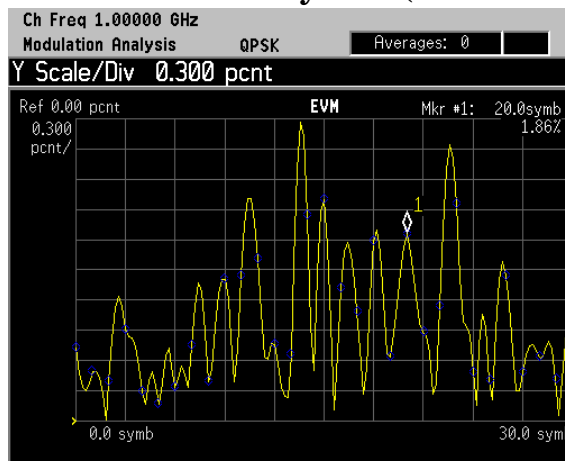 Ch Freq 1.00000 GHz
Modulation Analysis QPSK Averages: 0
Y Scale/Div 0.300 pcnt
Ref 0.00 pcnt EVM Mkr #1: 20.0symb
0.300 1.86%
pcnt/
1
0.0 symb 30.0 sym